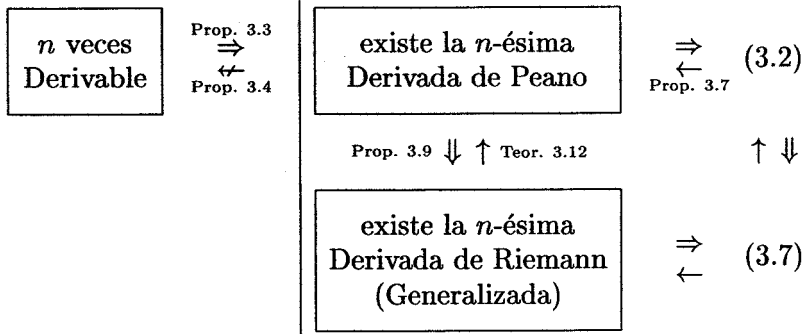 Prop. 3.3
n veces
Derivable
⇒
↚
Prop. 3.4
existe la n-ésima
Derivada de Peano
⇒
←
Prop. 3.7
(3.2)
Prop. 3.9 ⇓ ↑ Teor. 3.12
↑ ⇓
existe la n-ésima
Derivada de Riemann
(Generalizada)
⇒
←
(3.7)